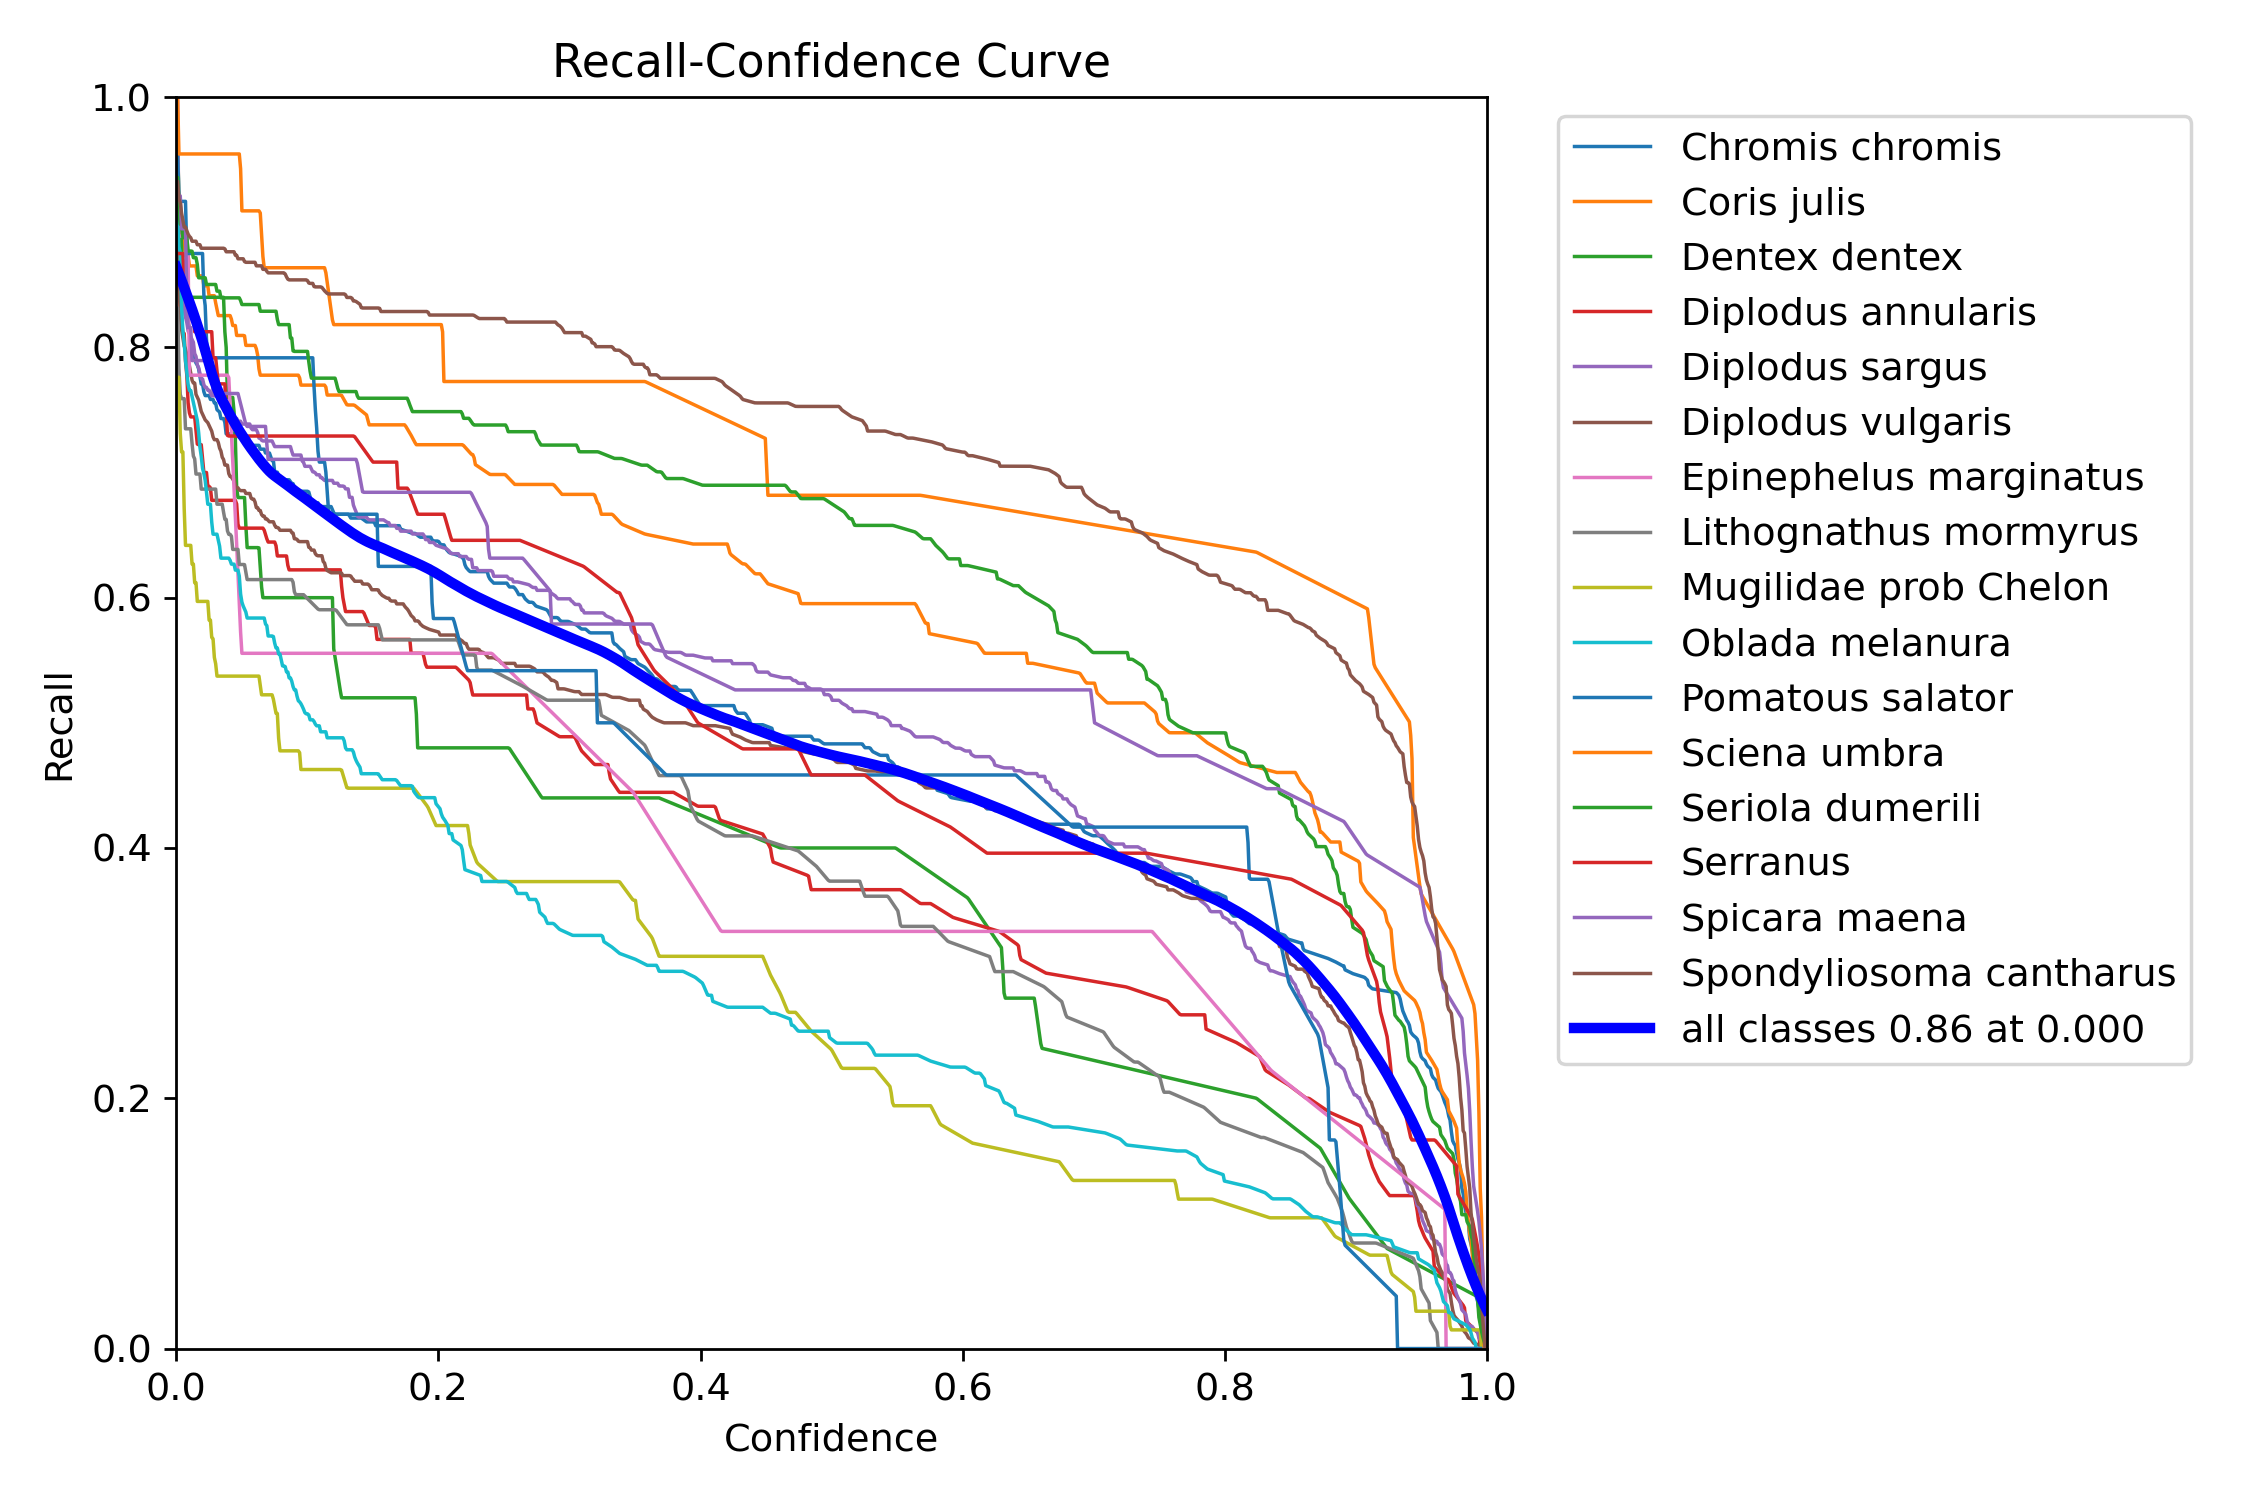 Recall-Confidence Curve
1.0
0.8
0.6
0.4
0.2
0.0
Recall
0.0 0.2 0.4 0.6 0.8 1.0
Confidence
Chromis chromis
Coris julis
Dentex dentex
Diplodus annularis
Diplodus sargus
Diplodus vulgaris
Epinephelus marginatus
Lithognathus mormyrus
Mugilidae prob Chelon
Oblada melanura
Pomatous salator
Sciena umbra
Seriola dumerili
Serranus
Spicara maena
Spondyliosoma cantharus
all classes 0.86 at 0.000